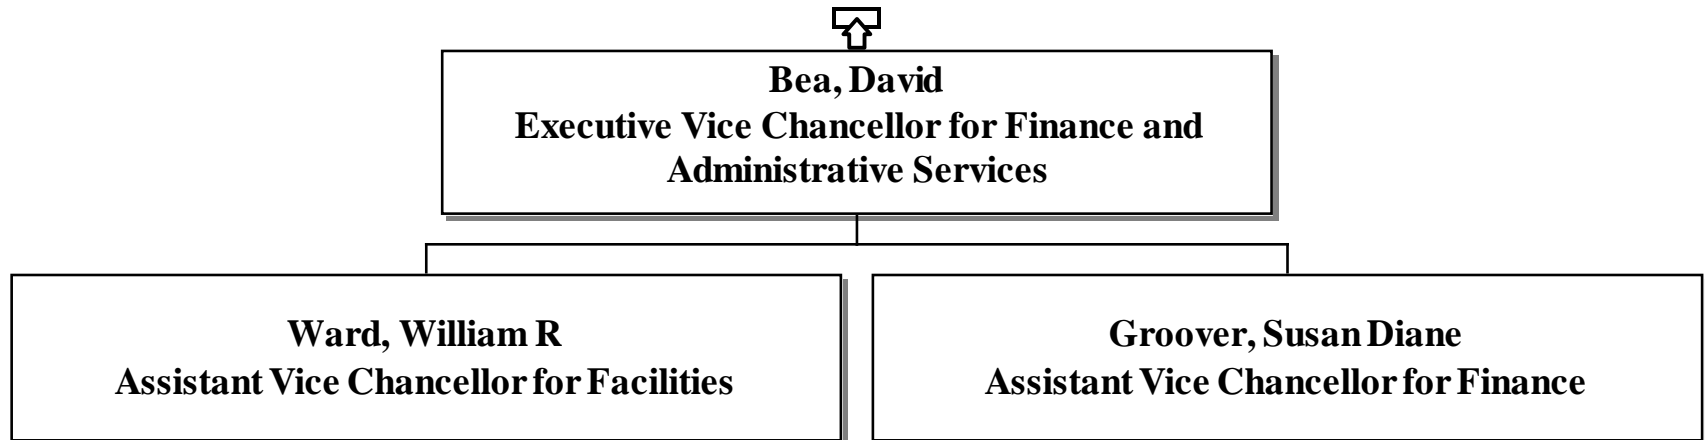 Bea, David
Executive Vice Chancellor for Finance and
Administrative Services
Ward, William R
Assistant Vice Chancellor for Facilities
Groover, Susan Diane
Assistant Vice Chancellor for Finance